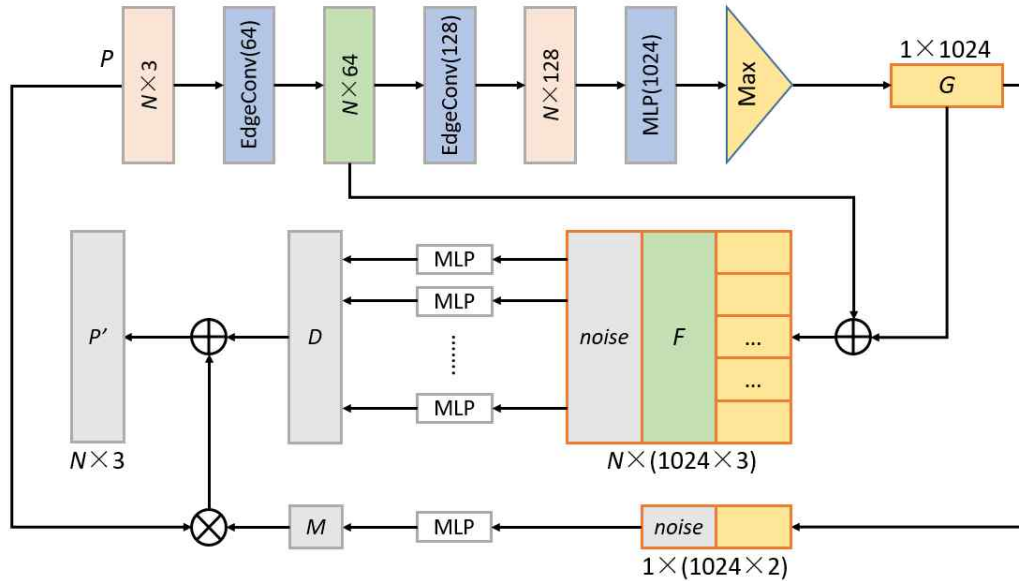 P
N×3
EdgeConv(64)
N×64
EdgeConv(128)
N×128
MLP(1024)
Max
1×1024
G
P'
D
MLP
MLP
......
MLP
noise
F
...
...
N×3
N×(1024×3)
M
MLP
noise
1×(1024×2)